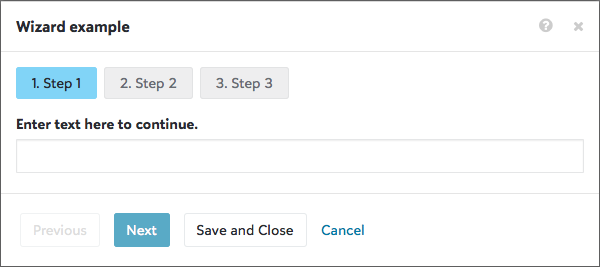 Wizard example
1. Step 1 2. Step 2 3. Step 3
Enter text here to continue.
Previous Next Save and Close Cancel